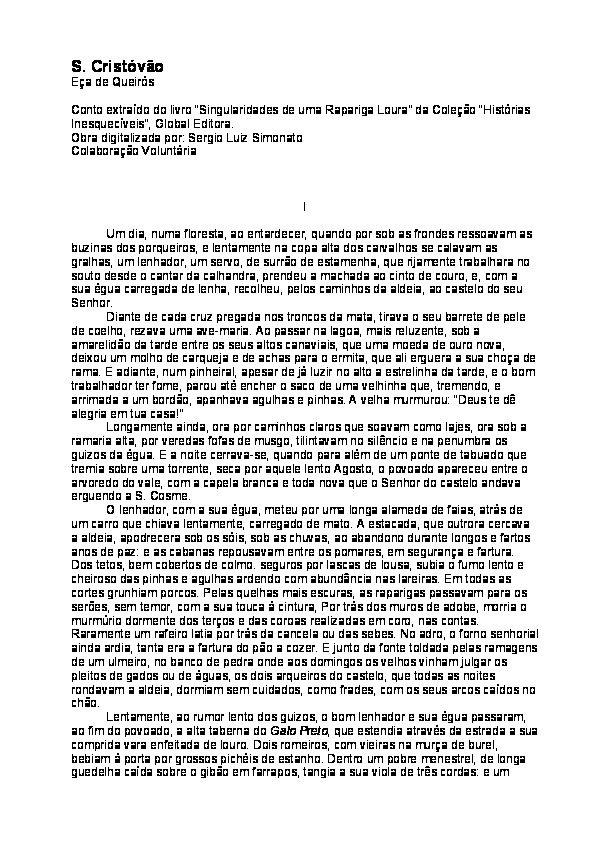 S. Cristóvão
Eça de Queirós
Conto extraído do livro "Singularidades de uma Rapariga Loura" da Coleção "Histórias
Inesquecíveis", Global Editora.
Obra digitalizada por: Sergio Luiz Simonato
Colaboração Voluntária
I
Um dia, numa floresta, ao entardecer, quando por sob as frondes ressoavam as
buzinas dos porqueiros, e lentamente na copa alta dos carvalhos se calavam as
gralhas, um lenhador, um servo, de surrão de estamenha, que rijamente trabalhara no
souto desde o cantar da calhandra, prendeu a machada ao cinto de couro, e, com a
sua égua carregada de lenha, recolheu, pelos caminhos da aldeia, ao castelo do seu
Senhor.
Diante de cada cruz pregada nos troncos da mata, tirava o seu barrete de pele
de coelho, rezava uma ave-maria. Ao passar na lagoa, mais reluzente, sob a
amarelidão da tarde entre os seus altos canaviais, que uma moeda de ouro nova,
deixou um molho de carqueja e de achas para o ermita, que ali erguera a sua choça de
rama. E adiante, num pinheiral, apesar de já luzir no alto a estrelinha da tarde, e o bom
trabalhador ter fome, parou até encher o saco de uma velhinha que, tremendo, e
arrimada a um bordão, apanhava agulhas e pinhas. A velha murmurou: "Deus te dê
alegria em tua casa!"
Longamente ainda, ora por caminhos claros que soavam como lajes, ora sob a
ramaria alta, por veredas fofas de musgo, tilintavam no silêncio e na penumbra os
guizos da égua. E a noite cerrava-se, quando para além de um ponte de tabuado que
tremia sobre uma torrente, seca por aquele lento Agosto, o povoado apareceu entre o
arvoredo do vale, com a capela branca e toda nova que o Senhor do castelo andava
erguendo a S. Cosme.
O lenhador, com a sua égua, meteu por uma longa alameda de faias, atrás de
um carro que chiava lentamente, carregado de mato. A estacada, que outrora cercava
a aldeia, apodrecera sob os sóis, sob as chuvas, ao abandono durante longos e fartos
anos de paz: e as cabanas repousavam entre os pomares, em segurança e fartura.
Dos tetos, bem cobertos de colmo. seguros por lascas de lousa, subia o fumo lento e
cheiroso das pinhas e agulhas ardendo com abundância nas lareiras. Em todas as
cortes grunhiam porcos. Pelas quelhas mais escuras, as raparigas passavam para os
serões, sem temor, com a sua touca à cintura, Por trás dos muros de adobe, morria o
murmúrio dormente dos terços e das coroas realizadas em coro, nas contas.
Raramente um rafeiro latia por trás da cancela ou das sebes. No adro, o forno senhorial
ainda ardia, tanta era a fartura do pão a cozer. E junto da fonte toldada pelas ramagens
de um ulmeiro, no banco de pedra onde aos domingos os velhos vinham julgar os
pleitos de gados ou de águas, os dois arqueiros do castelo, que todas as noites
rondavam a aldeia, dormiam sem cuidados, como frades, com os seus arcos caídos no
chão.
Lentamente, ao rumor lento dos guizos, o bom lenhador e sua égua passaram,
ao fim do povoado, a alta taberna do Galo Preto, que estendia através da estrada a sua
comprida vara enfeitada de louro. Dois romeiros, com vieiras na murça de burel,
bebiam à porta por grossos pichéis de estanho. Dentro um pobre menestrel, de longa
guedelha caída sobre o gibão em farrapos, tangia a sua viola de três cordas: e um